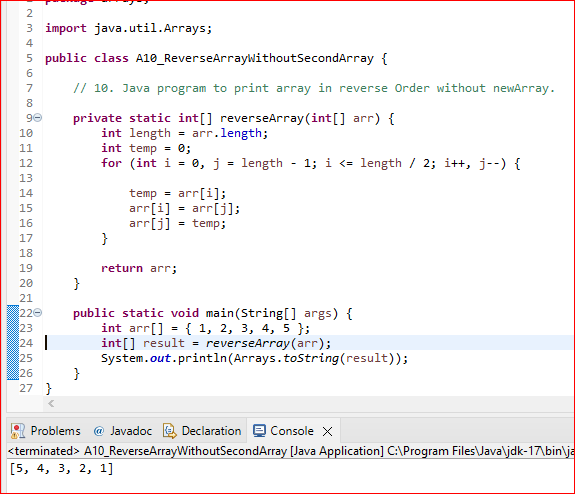 package arrays;
2
3 import java.util.Arrays;
4
5 public class A10_ReverseArrayWithoutSecondArray {
6
7 // 10. Java program to print array in reverse Order without newArray.
8
9 private static int[] reverseArray(int[] arr) {
10 int length = arr.length;
11 int temp = 0;
12 for (int i = 0, j = length - 1; i <= length / 2; i++, j--) {
13
14 temp = arr[i];
15 arr[i] = arr[j];
16 arr[j] = temp;
17 }
18
19 return arr;
20 }
21
22 public static void main(String[] args) {
23 int arr[] = { 1, 2, 3, 4, 5 };
24 int[] result = reverseArray(arr);
25 System.out.println(Arrays.toString(result));
26 }
27 }
Problems @ Javadoc Declaration Console
<terminated> A10_ReverseArrayWithoutSecondArray [Java Application] C:\Program Files\Java\jdk-17\bin\ja
[5, 4, 3, 2, 1]